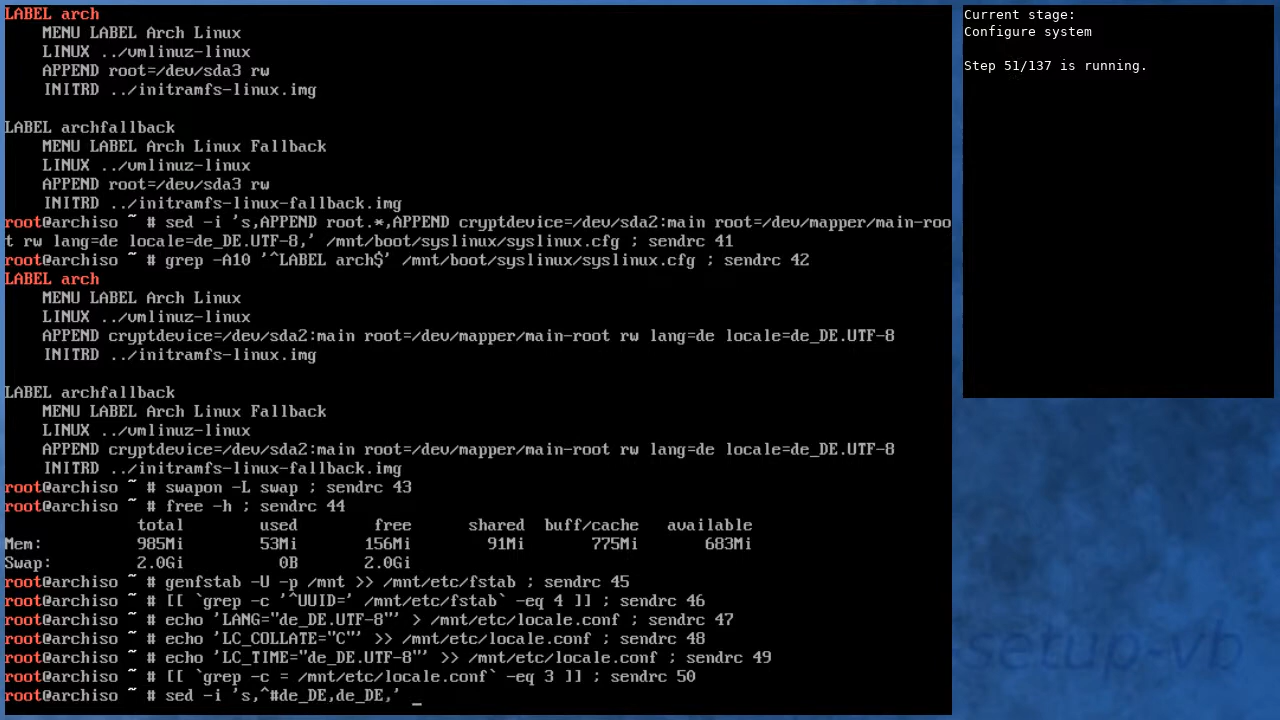 LABEL arch
MENU LABEL Arch Linux
LINUX ../vmlinuz-linux
APPEND root=/dev/sda3 rw
INITRD ../initramfs-linux.img
LABEL archfallback
MENU LABEL Arch Linux Fallback
LINUX ../vmlinuz-linux
APPEND root=/dev/sda3 rw
INITRD ../initramfs-linux-fallback.img
root@archiso ~ # sed -i 's,APPEND root.*,APPEND cryptdevice=/dev/sda2:main root=/dev/mapper/main-roo
t rw lang=de locale=de_DE.UTF-8,' /mnt/boot/syslinux/syslinux.cfg ; sendrc 41
root@archiso ~ # grep -A10 '^LABEL arch$' /mnt/boot/syslinux/syslinux.cfg ; sendrc 42
LABEL arch
MENU LABEL Arch Linux
LINUX ../vmlinuz-linux
APPEND cryptdevice=/dev/sda2:main root=/dev/mapper/main-root rw lang=de locale=de_DE.UTF-8
INITRD ../initramfs-linux.img
LABEL archfallback
MENU LABEL Arch Linux Fallback
LINUX ../vmlinuz-linux
APPEND cryptdevice=/dev/sda2:main root=/dev/mapper/main-root rw lang=de locale=de_DE.UTF-8
INITRD ../initramfs-linux-fallback.img
root@archiso ~ # swapon -L swap ; sendrc 43
root@archiso ~ # free -h ; sendrc 44
total used free shared buff/cache available
Mem: 985Mi 53Mi 156Mi 91Mi 775Mi 683Mi
Swap: 2.0Gi 0B 2.0Gi
root@archiso ~ # genfstab -U -p /mnt >> /mnt/etc/fstab ; sendrc 45
root@archiso ~ # [[ `grep -c '^UUID=' /mnt/etc/fstab` -eq 4 ]] ; sendrc 46
root@archiso ~ # echo 'LANG="de_DE.UTF-8"' > /mnt/etc/locale.conf ; sendrc 47
root@archiso ~ # echo 'LC_COLLATE="C"' >> /mnt/etc/locale.conf ; sendrc 48
root@archiso ~ # echo 'LC_TIME="de_DE.UTF-8"' >> /mnt/etc/locale.conf ; sendrc 49
root@archiso ~ # [[ `grep -c = /mnt/etc/locale.conf` -eq 3 ]] ; sendrc 50
root@archiso ~ # sed -i 's,^#de_DE,de_DE,' _
Current stage:
Configure system
Step 51/137 is running.
setup-vb